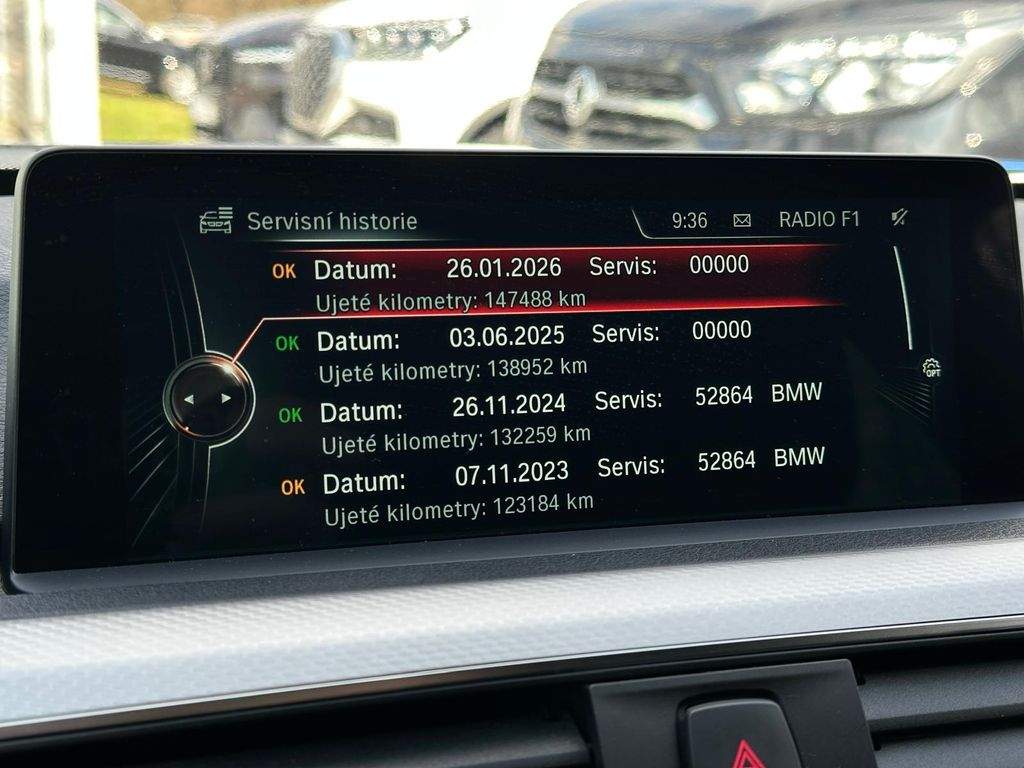 Servisní historie 9:36 RADIO F1
OK Datum: 26.01.2026 Servis: 00000
Ujeté kilometry: 147488 km
OK Datum: 03.06.2025 Servis: 00000
Ujeté kilometry: 138952 km
OPT
OK Datum: 26.11.2024 Servis: 52864 BMW
Ujeté kilometry: 132259 km
OK Datum: 07.11.2023 Servis: 52864 BMW
Ujeté kilometry: 123184 km